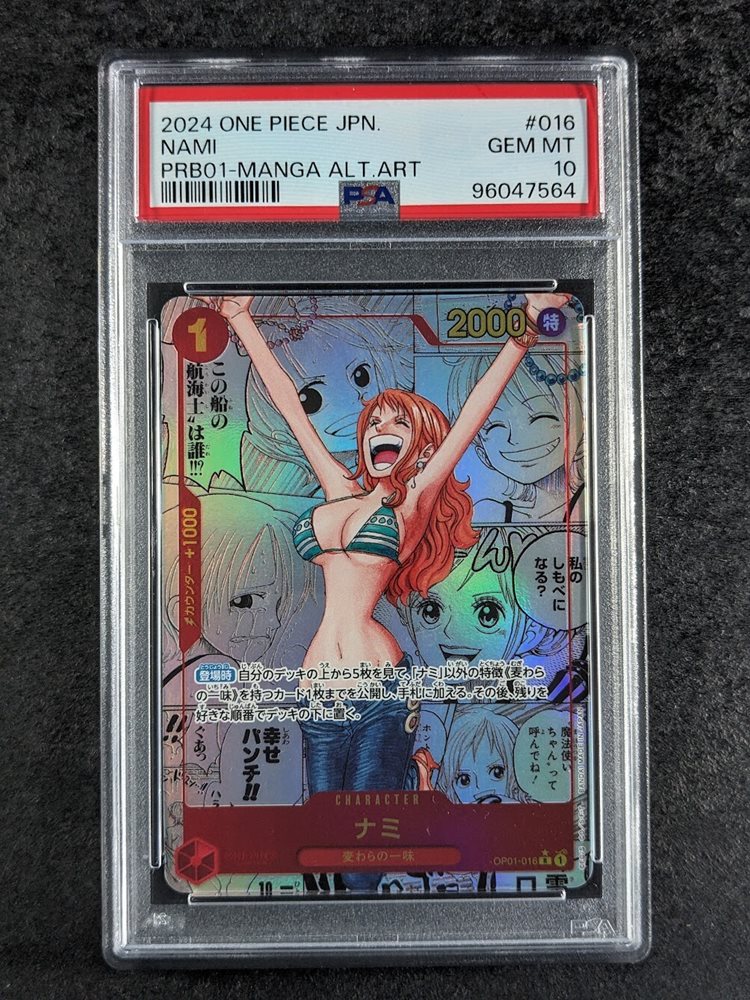 2024 ONE PIECE JPN. #016
NAMI GEM MT
PRB01-MANGA ALT.ART 10
PSA 96047564
1
2000 特
この船の
航海士”は誰!!?
カウンター +1000
私の
しもべに
なる?
登場時 自分のデッキの上から5枚を見て、「ナミ」以外の特徴《麦わら
の一味》を持つカード1枚までを公開し、手札に加える。その後、残りを
好きな順番でデッキの下に置く。
幸せ
パンチ!!
ぐあっ
魔法使い
ちゃん”って
呼んでね!
CHARACTER
ナミ
麦わらの一味
OP01-016 R 1
PSA